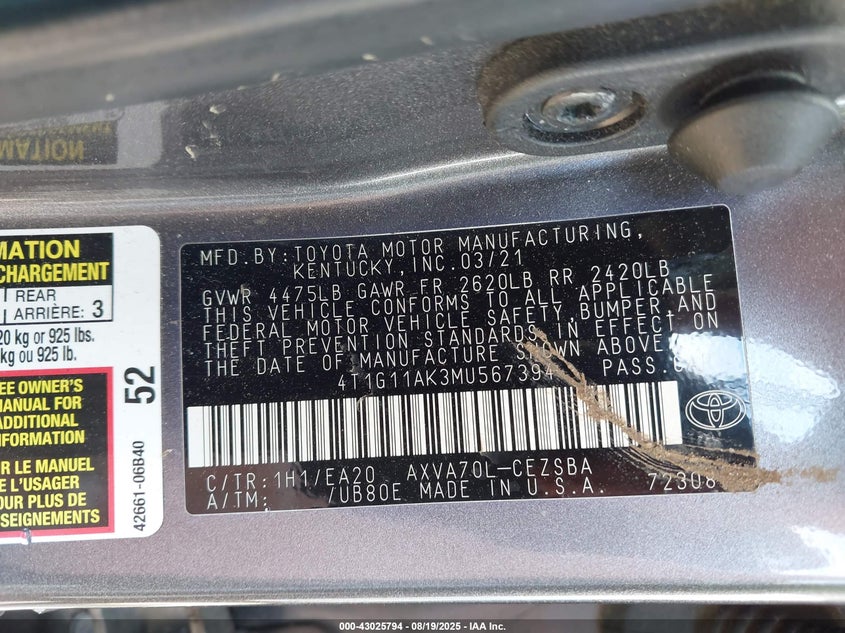 MATION
CHARGEMENT
REAR
ARRIÈRE: 3
20 kg or 925 lbs.
kg ou 925 lb.
EE OWNER'S
MANUAL FOR
ADDITIONAL
INFORMATION
R LE MANUEL
E L'USAGER
OUR PLUS DE
SEIGNEMENTS
52
42661-06B40
MFD.BY:TOYOTA MOTOR MANUFACTURING,
KENTUCKY,INC.03/21
GVWR 4475LB GAWR FR 2620LB RR 2420LB
THIS VEHICLE CONFORMS TO ALL APPLICABLE
FEDERAL MOTOR VEHICLE SAFETY,BUMPER,AND
THEFT PREVENTION STANDARDS IN EFFECT ON
THE DATE OF MANUFACTURE SHOWN ABOVE.
4T1G11AK3MU567394 PASS.
C/TR:1H1/EA20 AXVA70L-CEZSBA
A/TM: /UB80E MADE IN U.S.A. 72308
000-43025794 - 08/19/2025 - IAA Inc.